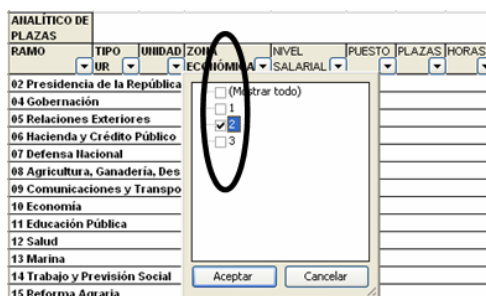 ANALÍTICO DE
PLAZAS
RAMO TIPO UR UNIDAD ZONA ECONÓMICA NIVEL SALARIAL PUESTO PLAZAS HORAS
02 Presidencia de la República
04 Gobernación
05 Relaciones Exteriores
06 Hacienda y Crédito Público
07 Defensa Nacional
08 Agricultura, Ganadería, Des
09 Comunicaciones y Transpo
10 Economía
11 Educación Pública
12 Salud
13 Marina
14 Trabajo y Previsión Social
15 Reforma Agraria
(Mostrar todo)
1
2
3
Aceptar Cancelar